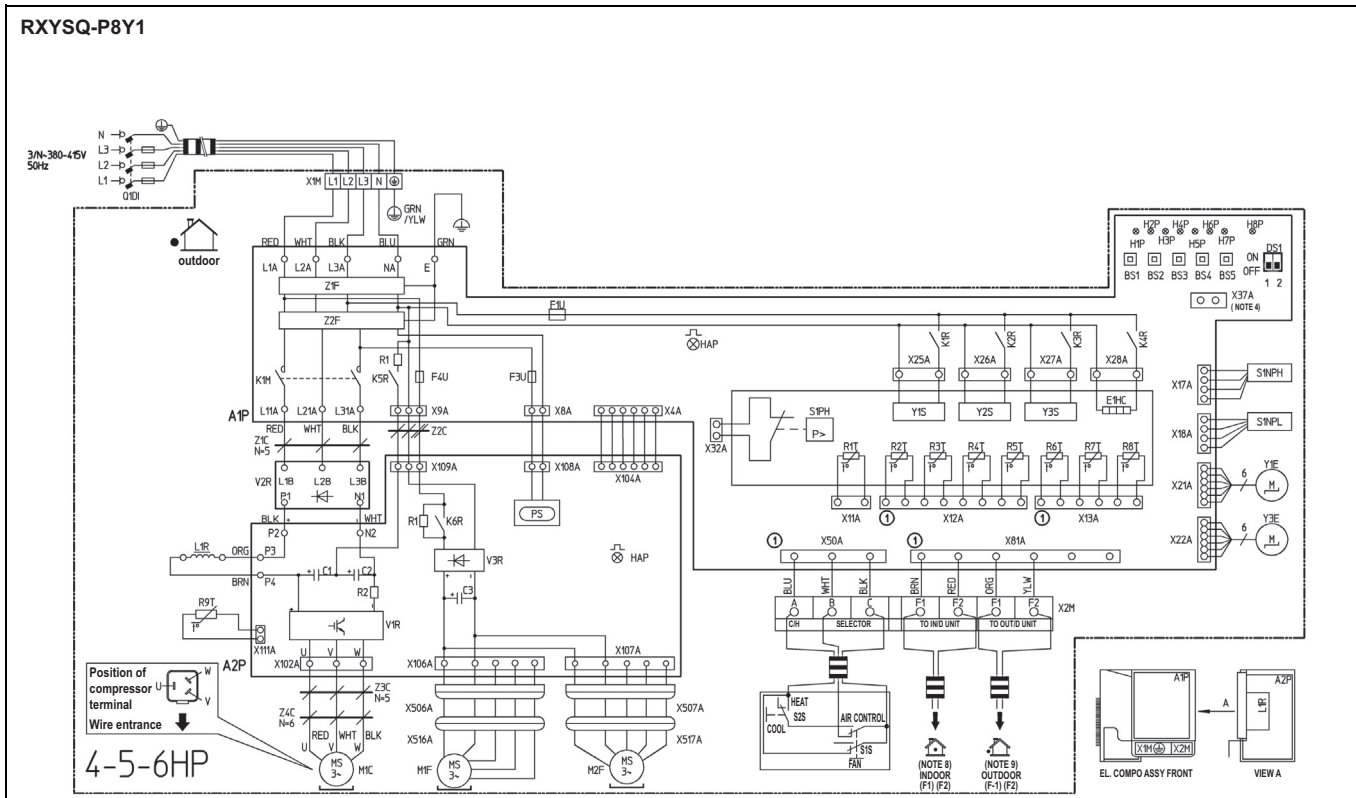 RXYSQ-P8Y1
3/N~380-415V
50Hz
N
L3
L2
L1
Q1DI
X1M L1 L2 L3 N
GRN
/YLW
outdoor
RED WHT BLK BLU GRN
L1A L2A L3A NA E
Z1F
Z2F
F1U
HAP
R1
K5R
F4U
F3U
K1M
A1P
L11A L21A L31A
X9A
X8A
X4A
RED WHT BLK
Z2C
Z1C
N=5
X109A
X108A
X104A
V2R
L1B L2B L3B
P1 N1
PS
BLK + - WHT
P2 N2
R1
K6R
L1R
ORG P3
BRN P4
V3R
HAP
+ C1 + C2
R2
+ C3
R9T
t°
X111A
V1R
U V W
A2P
X102A
X106A
X107A
Position of
compressor
terminal
Wire entrance
U
W
V
Z3C
N=5
Z4C
N=6
RED WHT BLK
U V W
X506A
X507A
X516A
X517A
MS
3~
M1C
M1F
MS
3~
M2F
MS
3~
4-5-6HP
H1P H2P H3P H4P H5P H6P H7P H8P
BS1 BS2 BS3 BS4 BS5
DS1
ON
OFF
1 2
X37A
(NOTE 4)
K1R K2R K3R K4R
X25A X26A X27A X28A
Y1S Y2S Y3S E1HC
X17A
S1NPH
X18A
S1NPL
X21A
6
Y1E
M
X22A
6
Y3E
M
X32A
S1PH
P>
R1T R2T R3T R4T R5T R6T R7T R8T
t° t° t° t° t° t° t° t°
X11A 1 X12A 1 X13A
1 X50A 1 X81A
BLU WHT BLK BRN RED ORG YLW
A B C F1 F2 F1 F2 X2M
C/H SELECTOR TO IN/D UNIT TO OUT/D UNIT
HEAT
S2S
COOL
AIR CONTROL
S1S
FAN
(NOTE 8)
INDOOR
(F1) (F2)
(NOTE 9)
OUTDOOR
(F-1) (F2)
A1P
X1M X2M
EL. COMPO ASSY FRONT
A
A2P
L1R
VIEW A